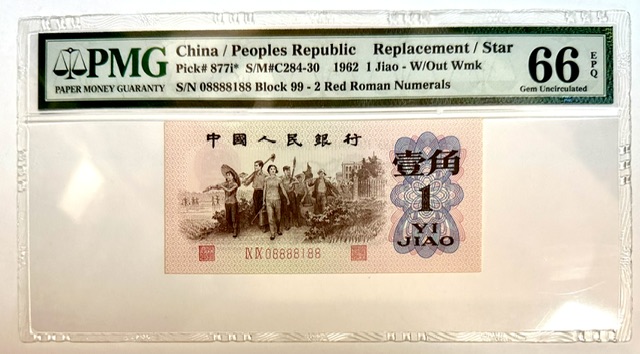 PMG
PAPER MONEY GUARANTY
China / Peoples Republic Replacement / Star
Pick# 877i* S/M#C284-30 1962 1 Jiao - W/Out Wmk
S/N 08888188 Block 99 - 2 Red Roman Numerals
66 EPQ
Gem Uncirculated
中國人民銀行
壹角
1
YI
JIAO
IX IX 08888188